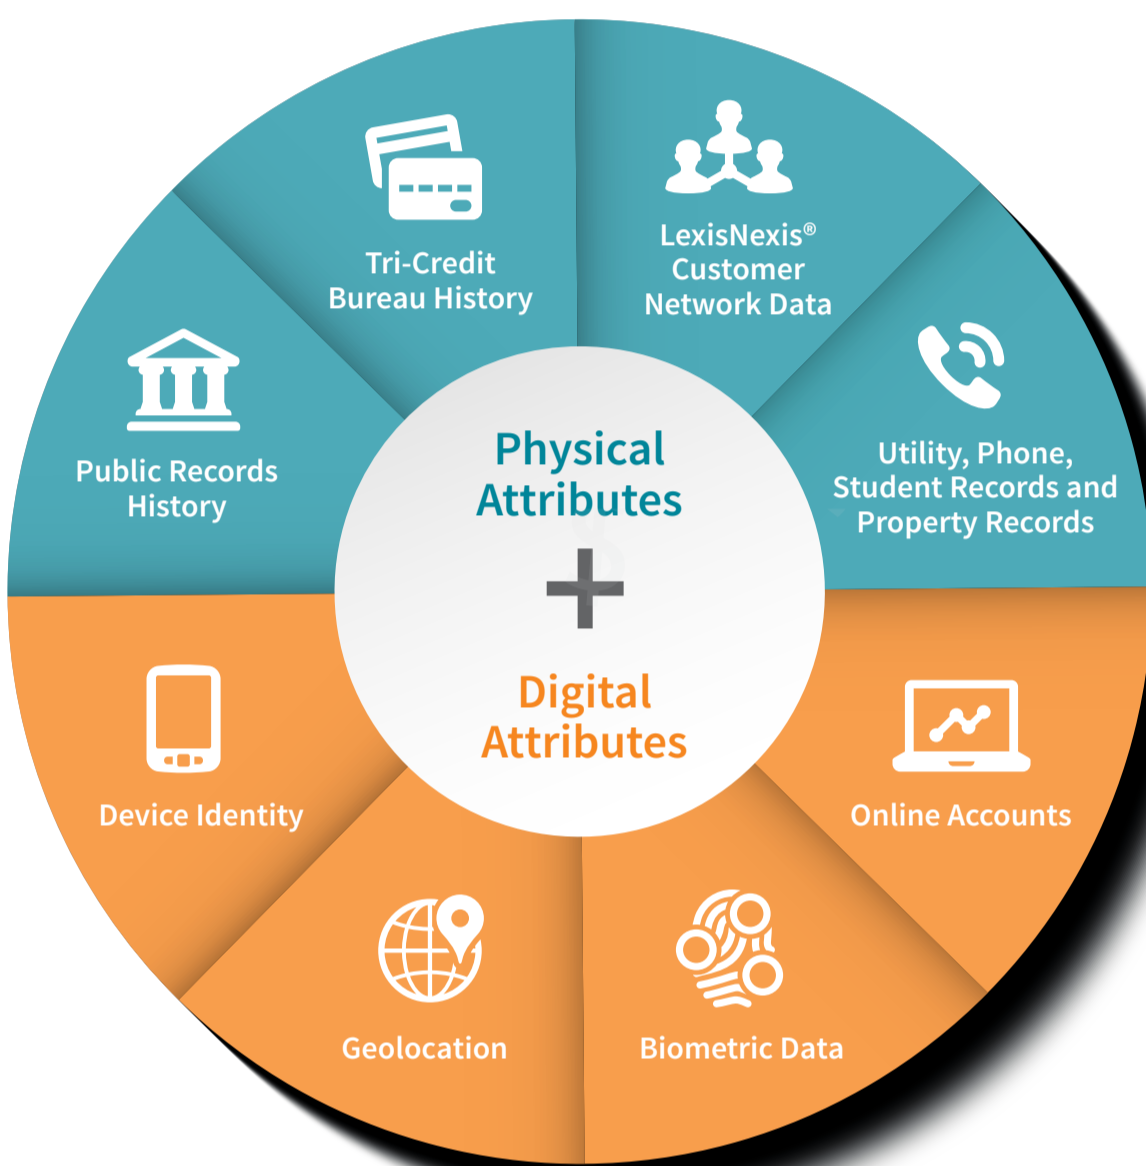 Tri-Credit
Bureau History
LexisNexis®
Customer
Network Data
Public Records
History
Utility, Phone,
Student Records and
Property Records
Physical
Attributes
+
Digital
Attributes
Device Identity
Online Accounts
Geolocation
Biometric Data